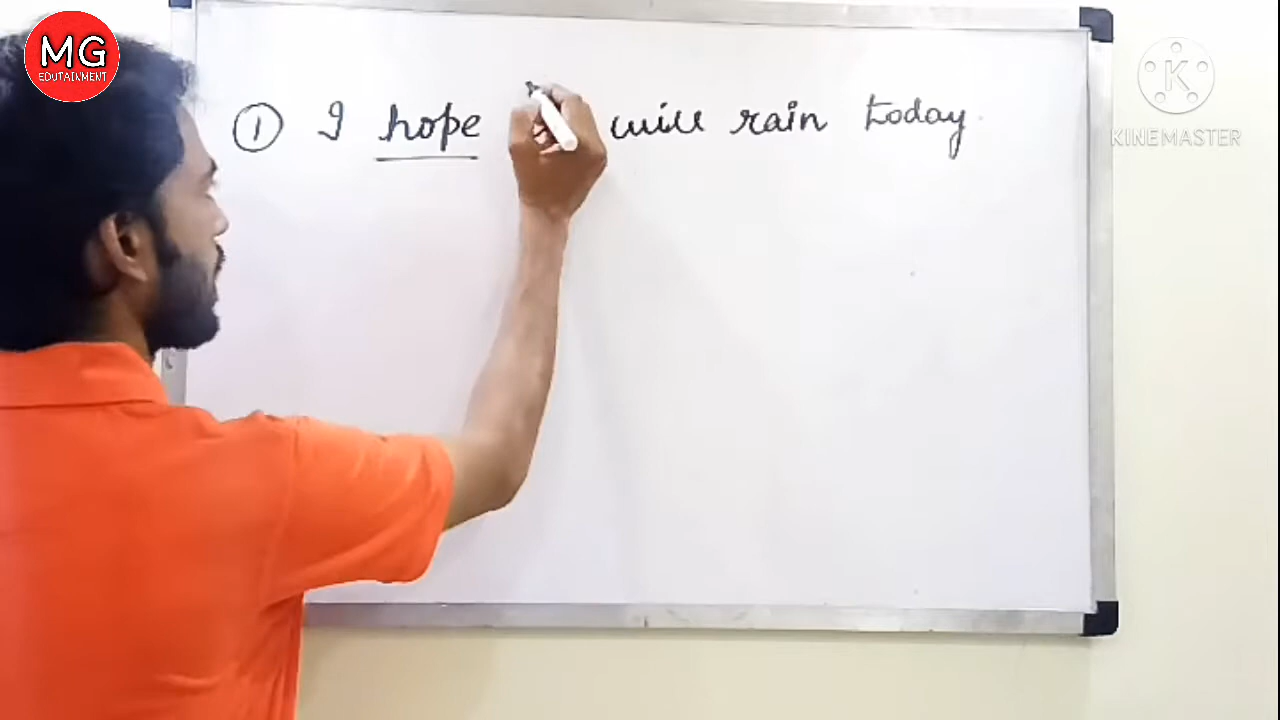 MG
EDUTAINMENT
① I hope will rain today.
K
KINEMASTER